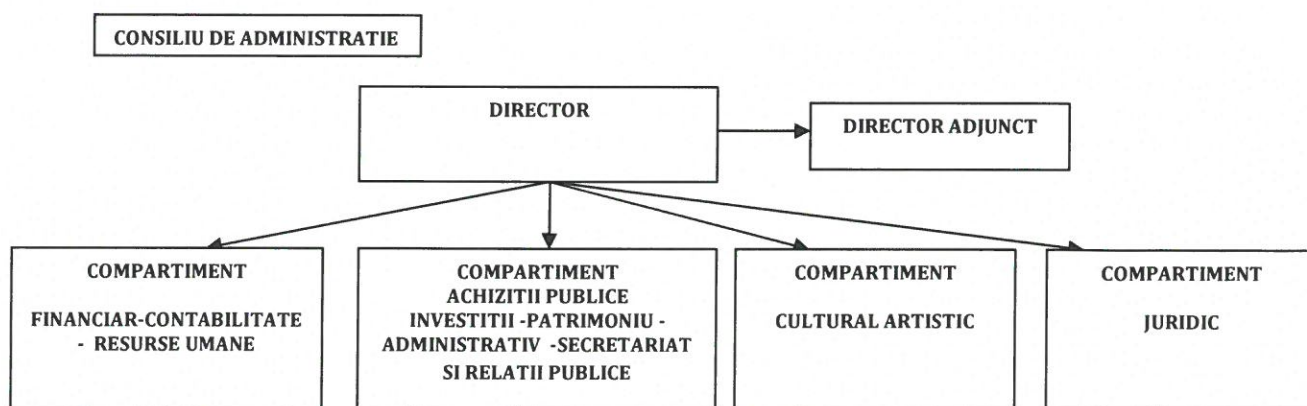 CONSILIU DE ADMINISTRATIE
DIRECTOR
DIRECTOR ADJUNCT
COMPARTIMENT
FINANCIAR-CONTABILITATE
- RESURSE UMANE
COMPARTIMENT
ACHIZITII PUBLICE
INVESTITII -PATRIMONIU -
ADMINISTRATIV -SECRETARIAT
SI RELATII PUBLICE
COMPARTIMENT
CULTURAL ARTISTIC
COMPARTIMENT
JURIDIC